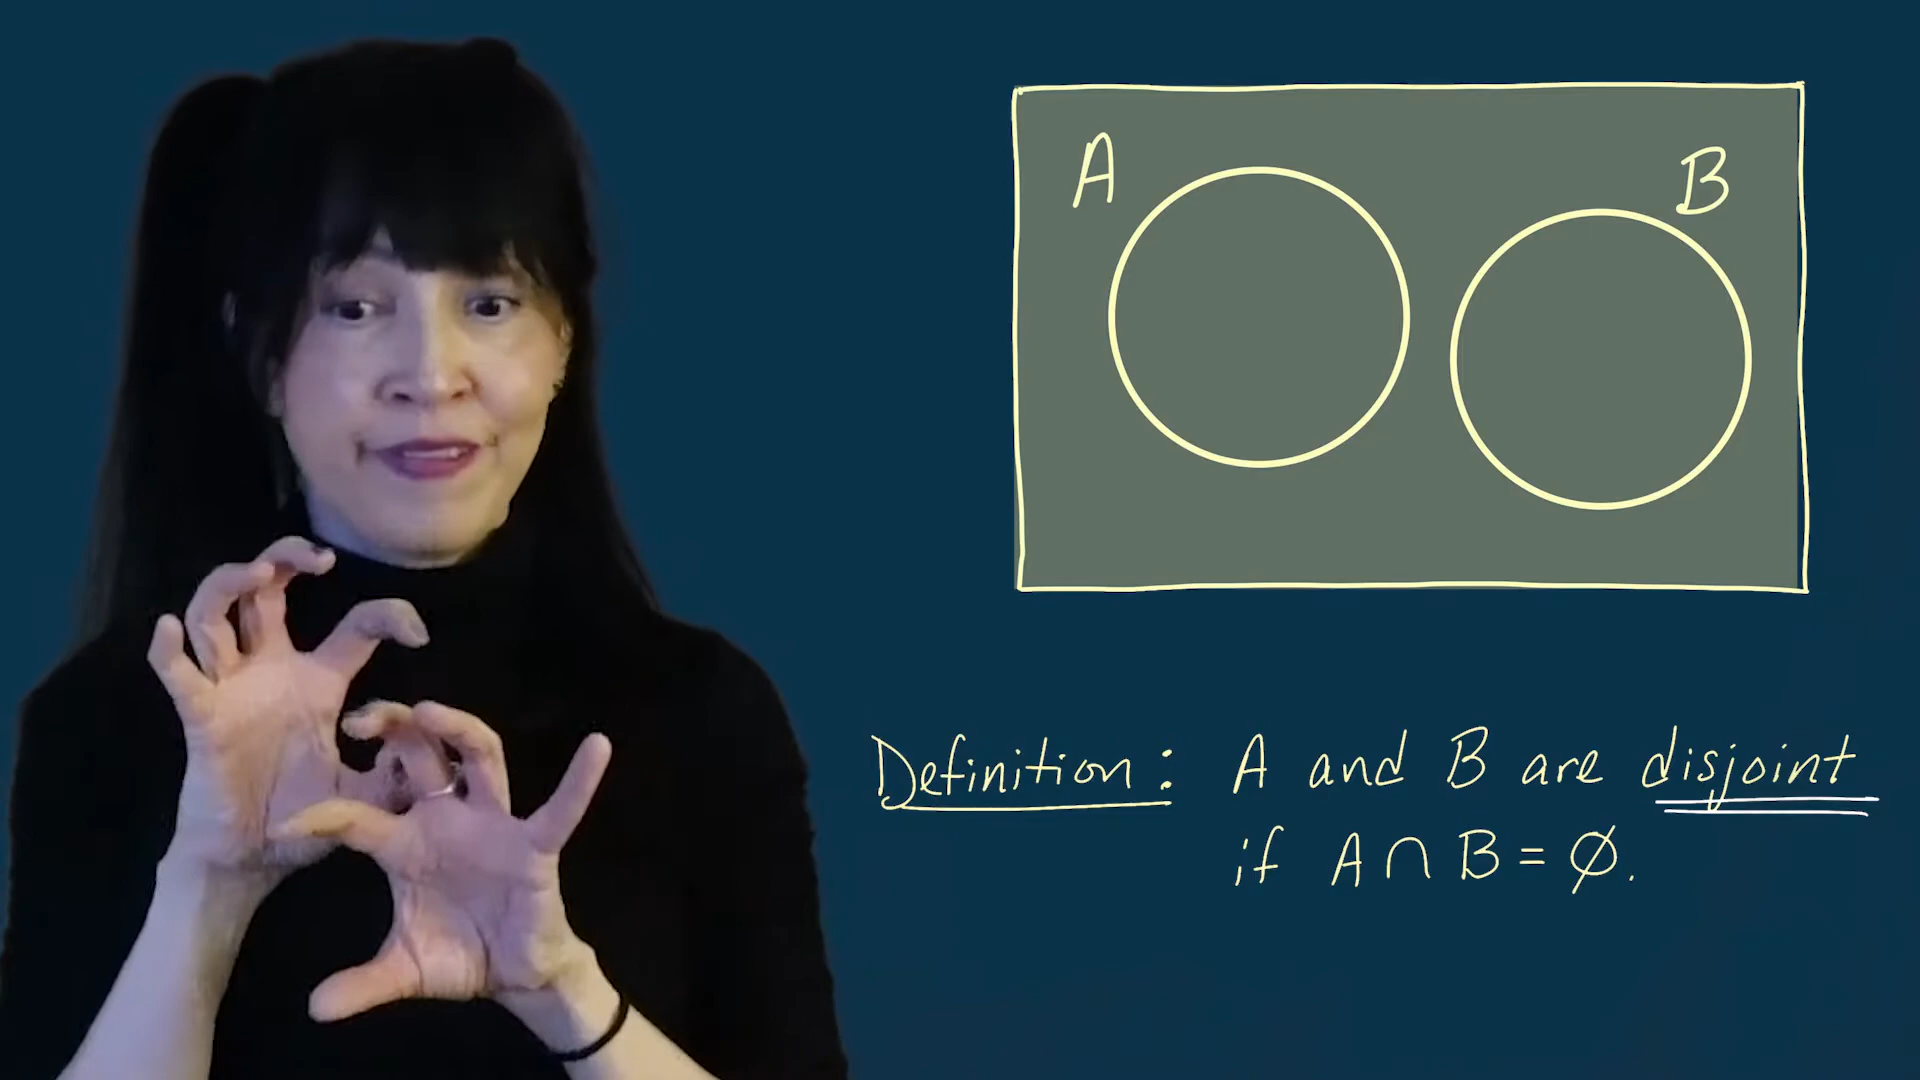 A
B
Definition: A and B are disjoint
if A ∩ B = ∅.